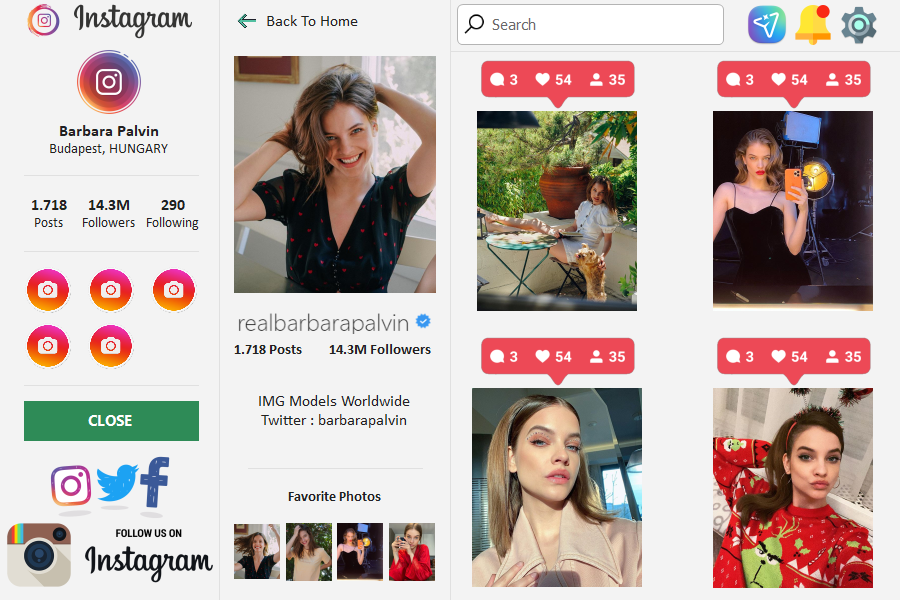 Instagram
Barbara Palvin
Budapest, HUNGARY
1.718 14.3M 290
Posts Followers Following
CLOSE
FOLLOW US ON
Instagram
Back To Home
realbarbarapalvin
1.718 Posts 14.3M Followers
IMG Models Worldwide
Twitter : barbarapalvin
Favorite Photos
Search
3 54 35
3 54 35
3 54 35
3 54 35